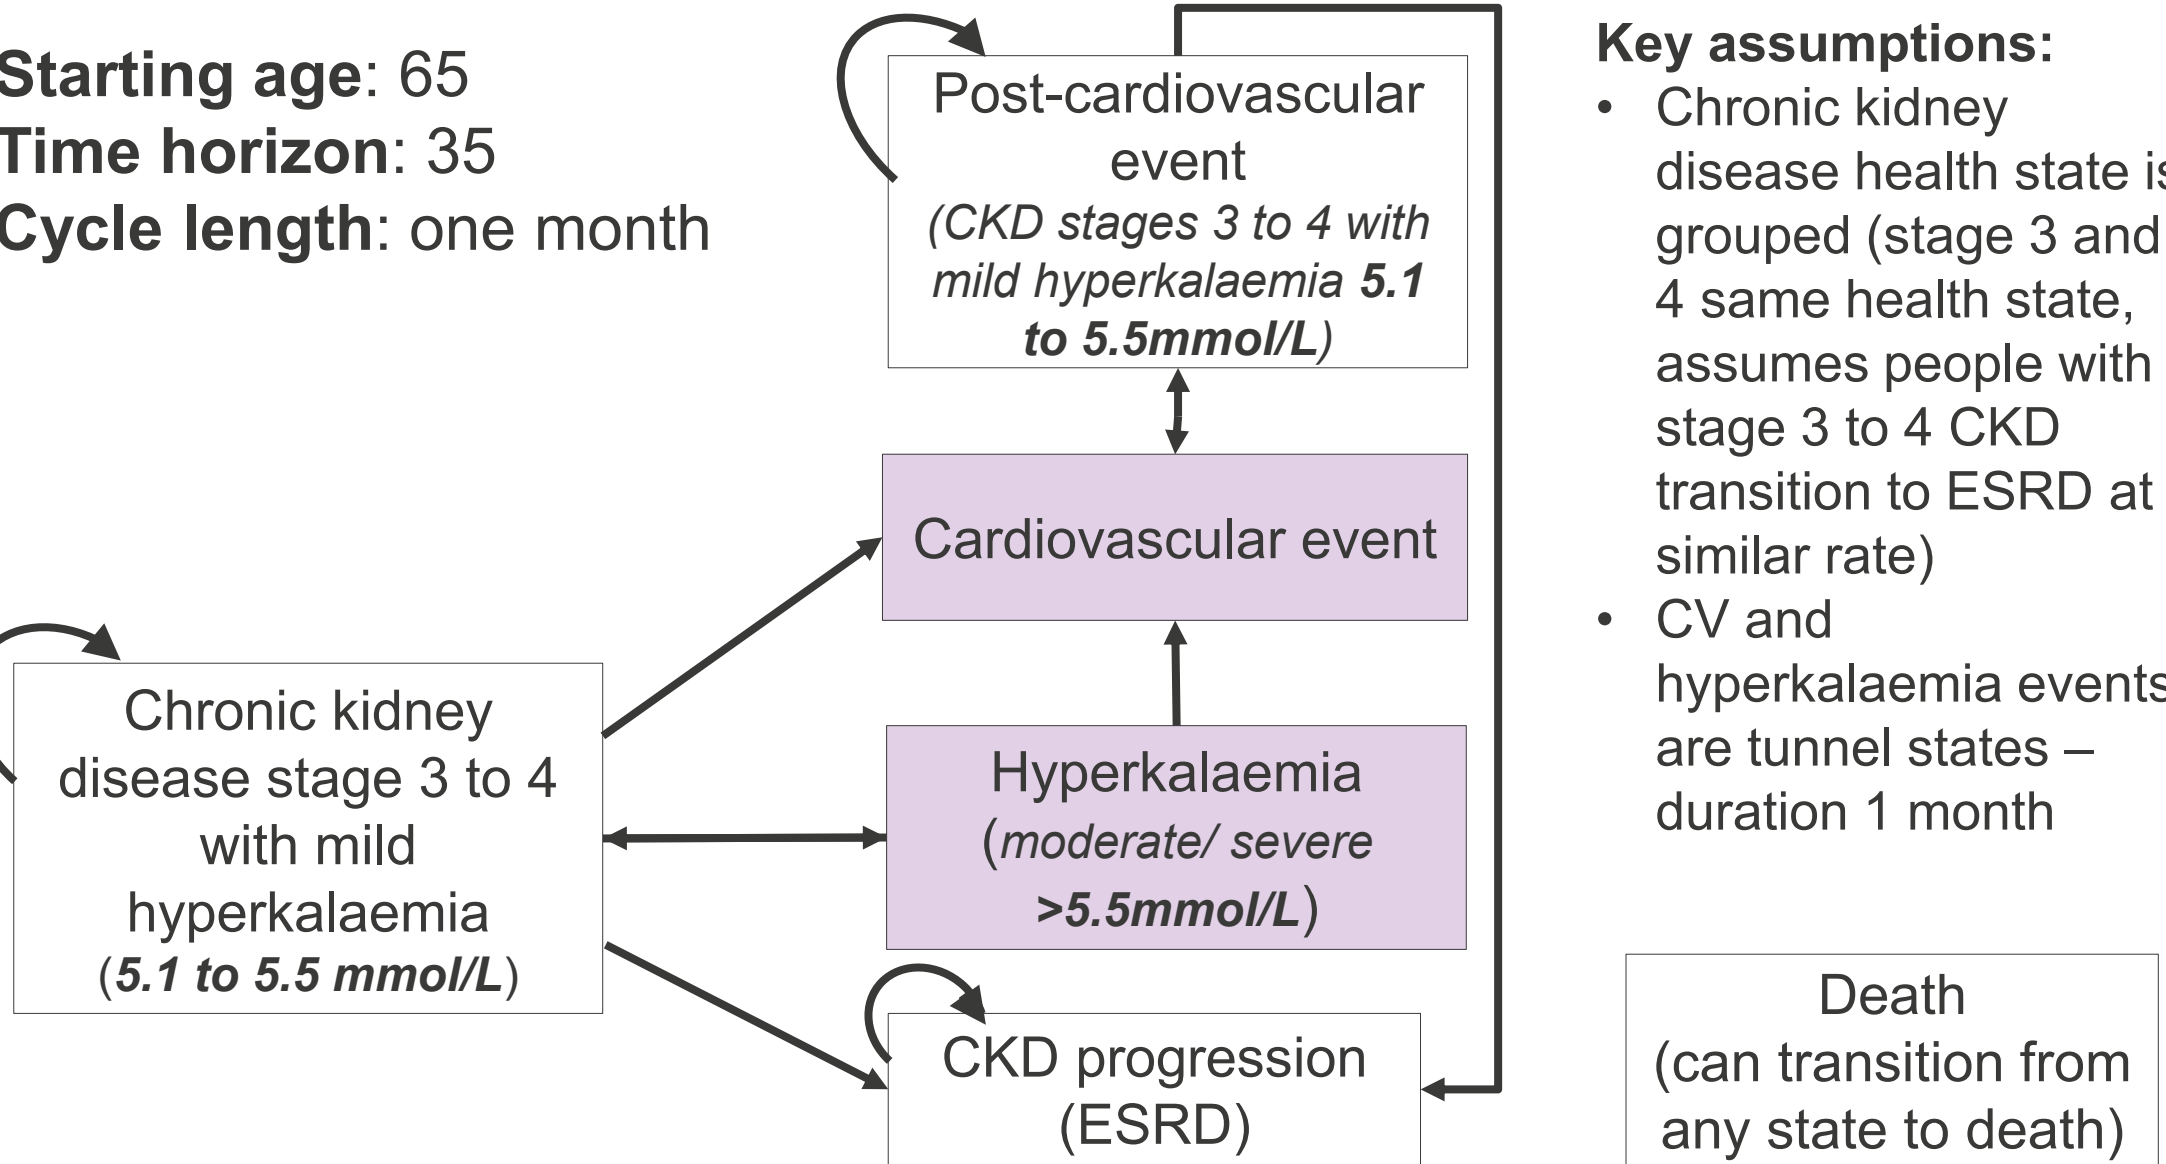 Starting age: 65
Time horizon: 35
Cycle length: one month
Post-cardiovascular
event
(CKD stages 3 to 4 with
mild hyperkalaemia 5.1
to 5.5mmol/L)
Cardiovascular event
Chronic kidney
disease stage 3 to 4
with mild
hyperkalaemia
(5.1 to 5.5 mmol/L)
Hyperkalaemia
(moderate/ severe
>5.5mmol/L)
CKD progression
(ESRD)
Key assumptions:
• Chronic kidney
disease health state is
grouped (stage 3 and
4 same health state,
assumes people with
stage 3 to 4 CKD
transition to ESRD at
similar rate)
• CV and
hyperkalaemia events
are tunnel states –
duration 1 month
Death
(can transition from
any state to death)